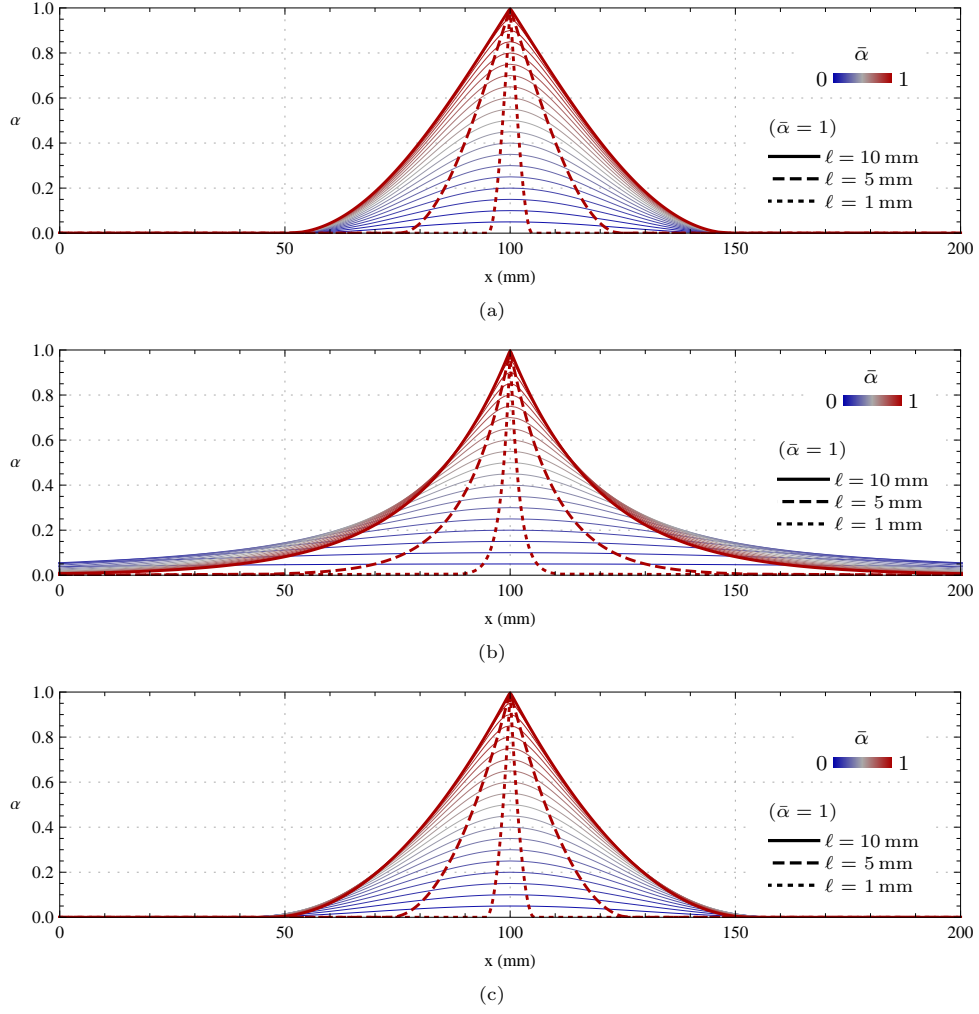 1.0
0.8
0.6
0.4
0.2
0.0
α
0 50 100 150 200
x (mm)
ᾱ
0 1
(ᾱ = 1)
ℓ = 10 mm
ℓ = 5 mm
ℓ = 1 mm
(a)
1.0
0.8
0.6
0.4
0.2
0.0
α
0 50 100 150 200
x (mm)
ᾱ
0 1
(ᾱ = 1)
ℓ = 10 mm
ℓ = 5 mm
ℓ = 1 mm
(b)
1.0
0.8
0.6
0.4
0.2
0.0
α
0 50 100 150 200
x (mm)
ᾱ
0 1
(ᾱ = 1)
ℓ = 10 mm
ℓ = 5 mm
ℓ = 1 mm
(c)